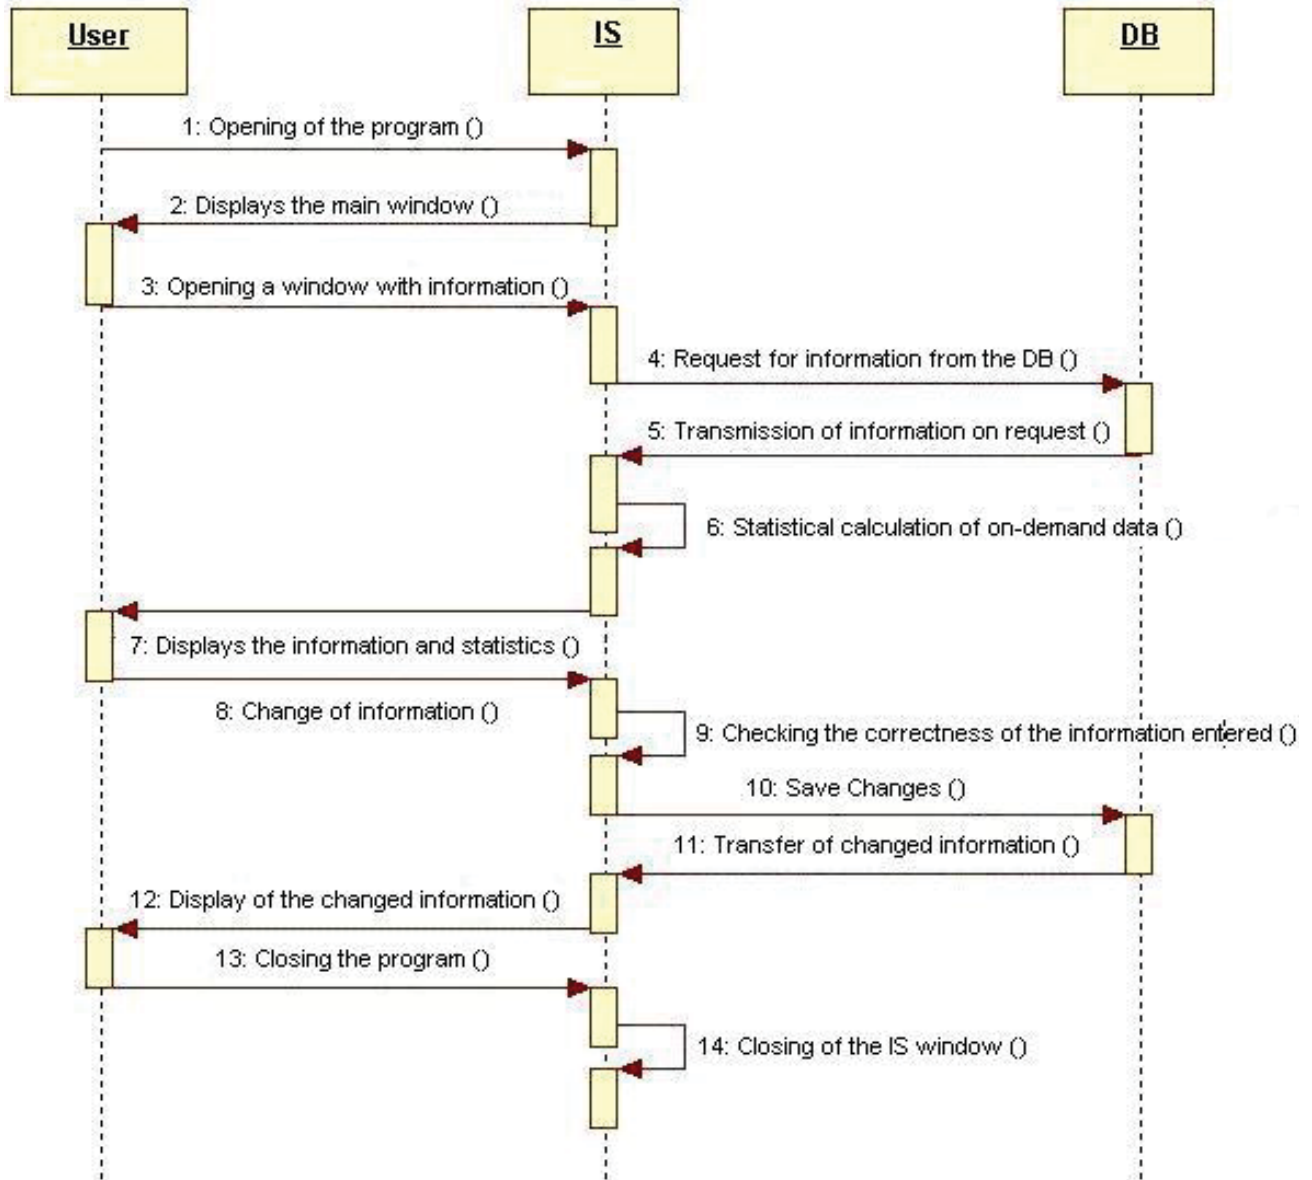 User
IS
DB
1: Opening of the program ()
2: Displays the main window ()
3: Opening a window with information ()
4: Request for information from the DB ()
5: Transmission of information on request ()
6: Statistical calculation of on-demand data ()
7: Displays the information and statistics ()
8: Change of information ()
9: Checking the correctness of the information entered ()
10: Save Changes ()
11: Transfer of changed information ()
12: Display of the changed information ()
13: Closing the program ()
14: Closing of the IS window ()